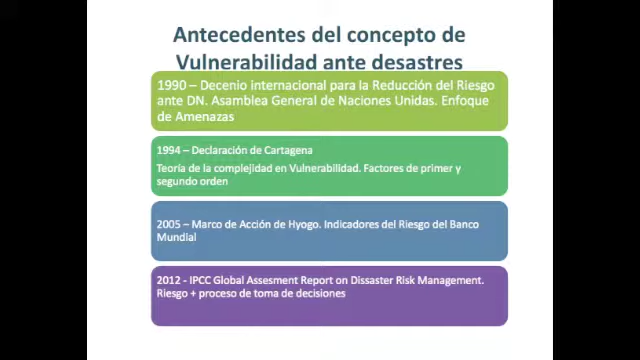 Antecedentes del concepto de
Vulnerabilidad ante desastres
1990 – Decenio internacional para la Reducción del Riesgo
ante DN. Asamblea General de Naciones Unidas. Enfoque
de Amenazas
1994 – Declaración de Cartagena
Teoría de la complejidad en Vulnerabilidad. Factores de primer y
segundo orden
2005 – Marco de Acción de Hyogo. Indicadores del Riesgo del Banco
Mundial
2012 - IPCC Global Assesment Report on Dissaster Risk Management.
Riesgo + proceso de toma de decisiones